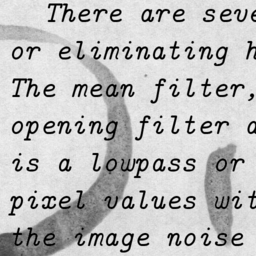 There are seve
or eliminating h
The mean filter,
opening filter a
is a lowpass or
pixel values wit
the image noise